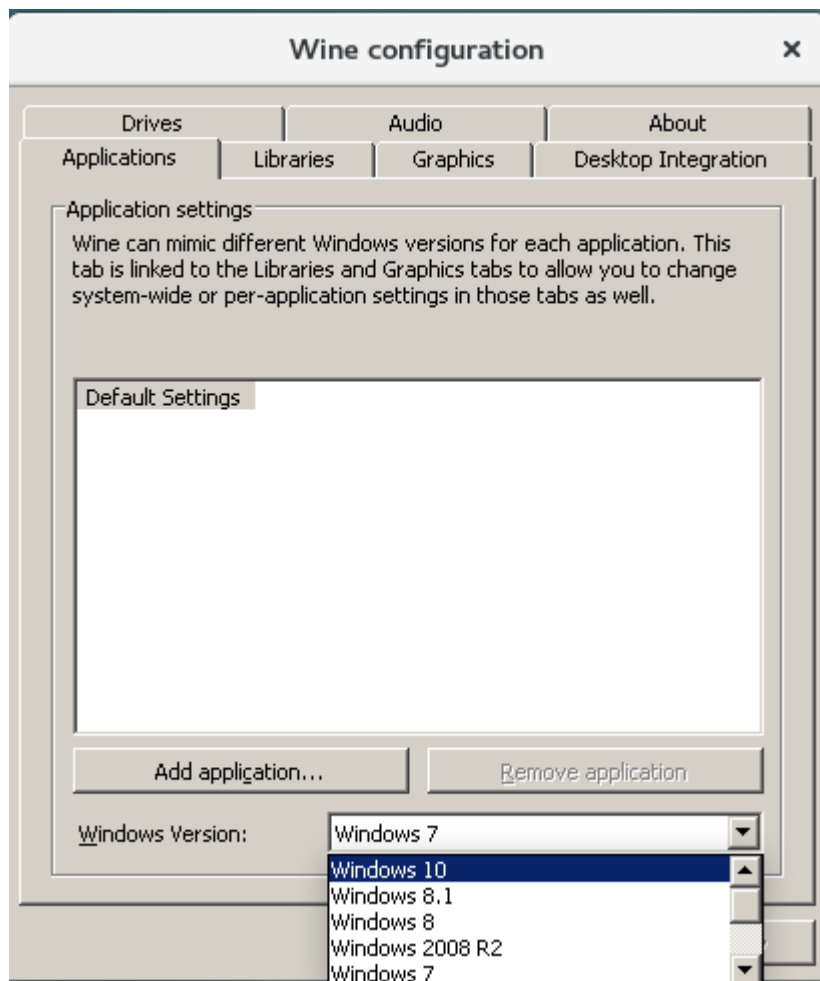 Wine configuration
Drives Audio About
Applications Libraries Graphics Desktop Integration
Application settings
Wine can mimic different Windows versions for each application. This
tab is linked to the Libraries and Graphics tabs to allow you to change
system-wide or per-application settings in those tabs as well.
Default Settings
Add application... Remove application
Windows Version: Windows 7
Windows 10
Windows 8.1
Windows 8
Windows 2008 R2
Windows 7